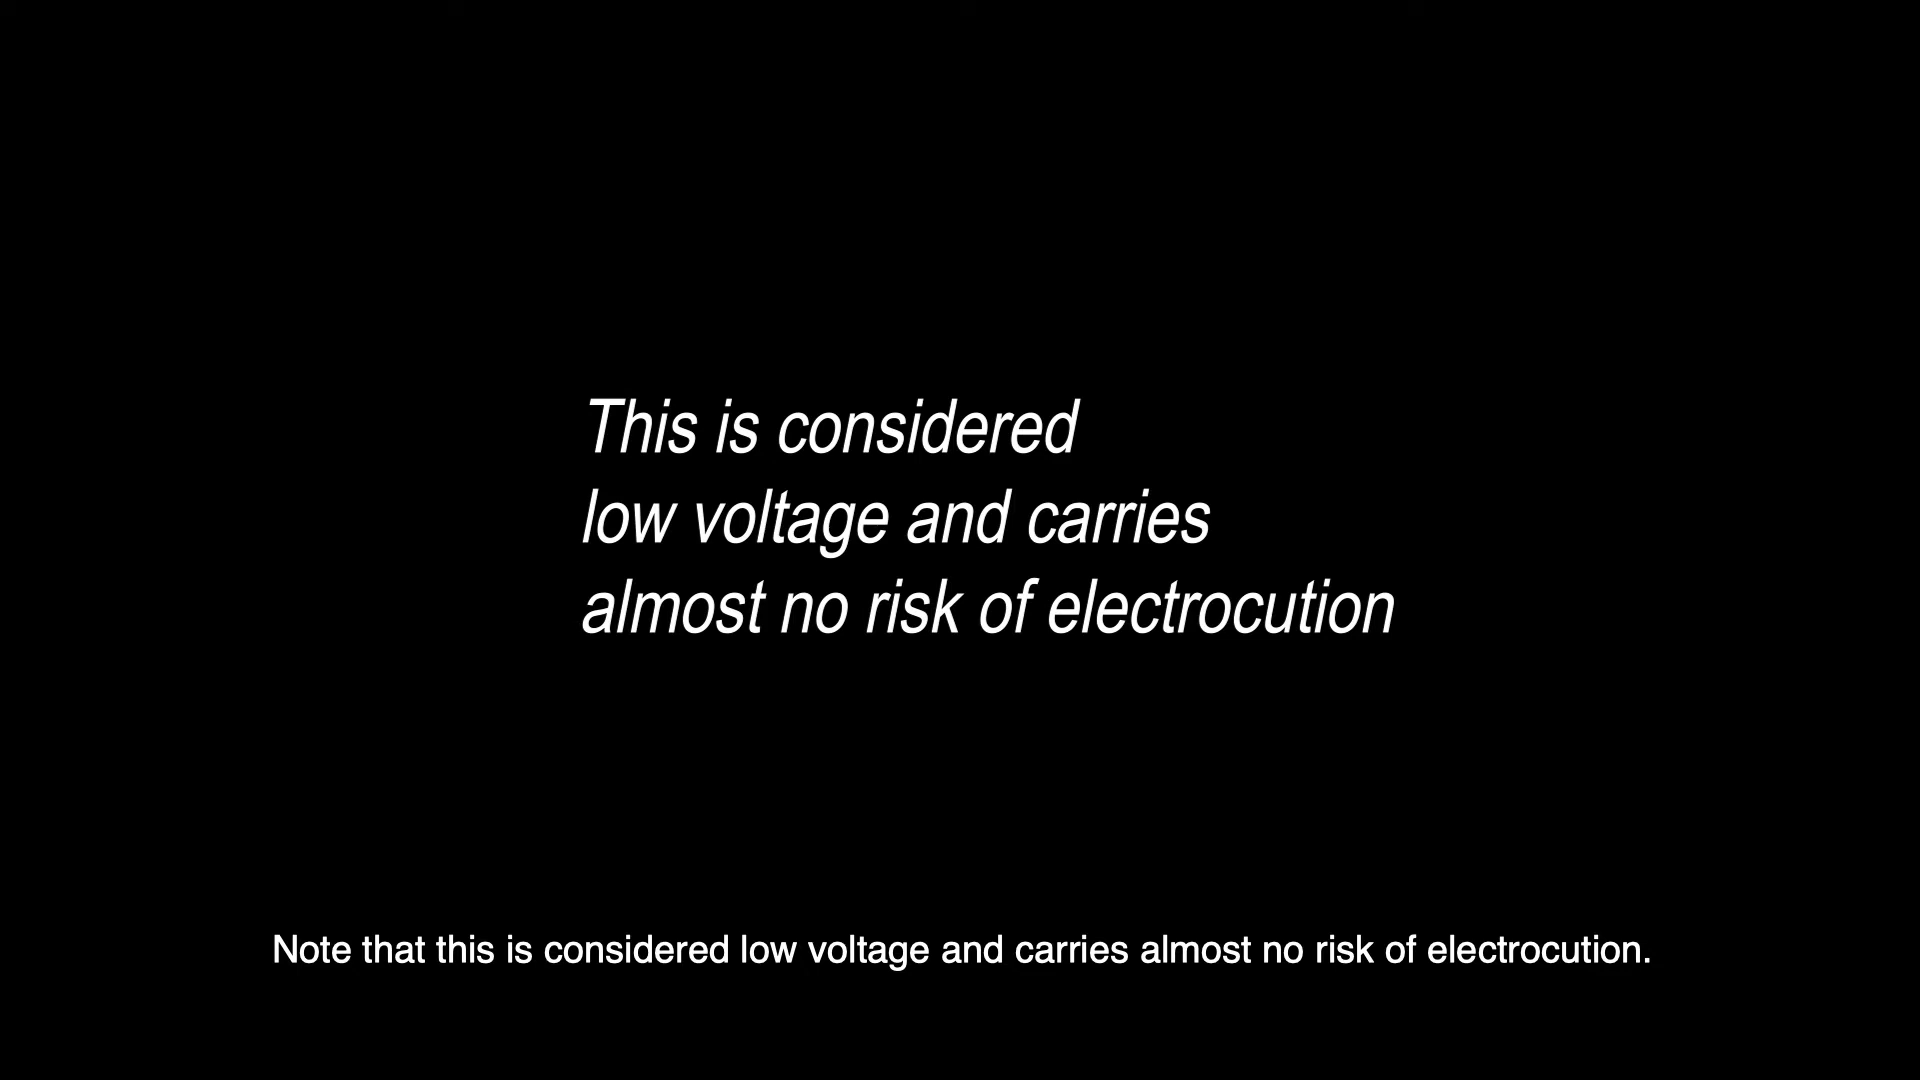 This is considered
low voltage and carries
almost no risk of electrocution
Note that this is considered low voltage and carries almost no risk of electrocution.